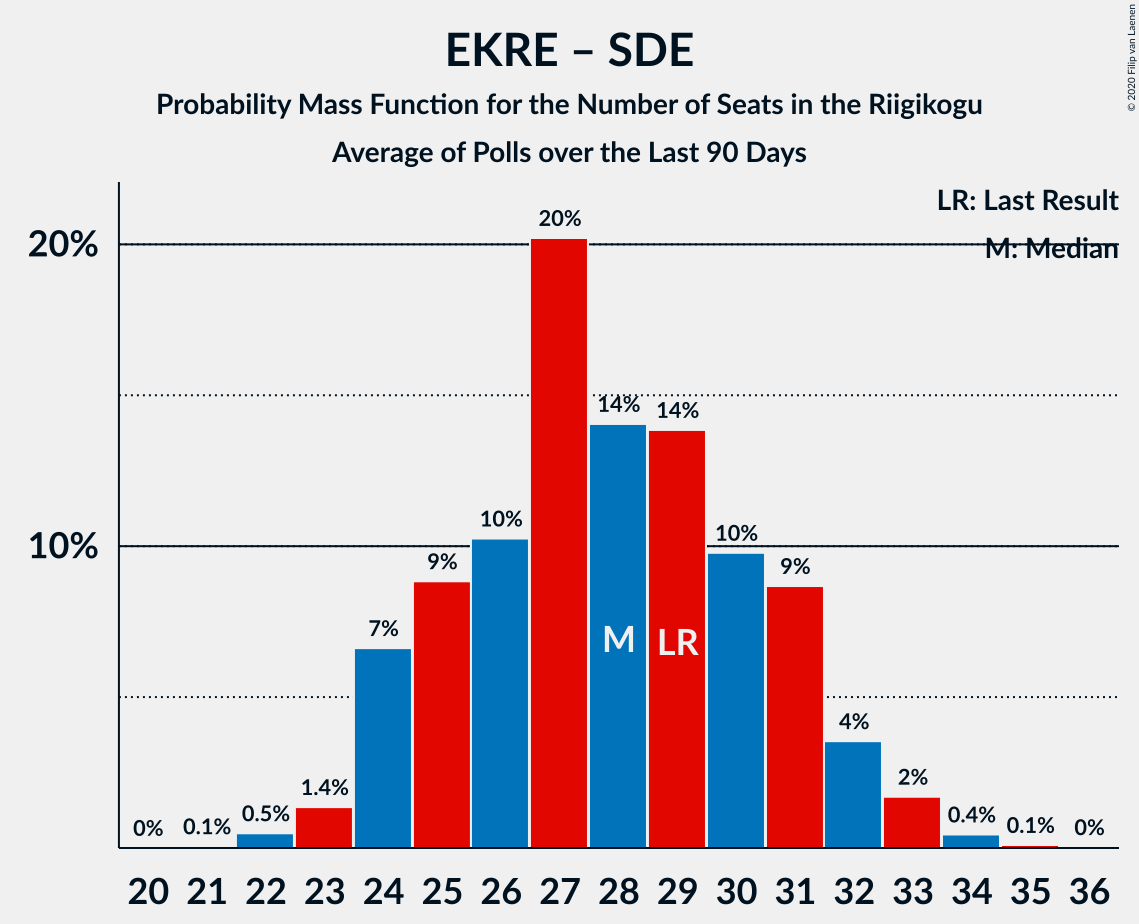 EKRE – SDE
Probability Mass Function for the Number of Seats in the Riigikogu
Average of Polls over the Last 90 Days
© 2020 Filip van Laenen
LR: Last Result
M: Median
20%
10%
0%
0.1%
0.5%
1.4%
7%
9%
10%
20%
14%
14%
10%
9%
4%
2%
0.4%
0.1%
0%
M
LR
20 21 22 23 24 25 26 27 28 29 30 31 32 33 34 35 36